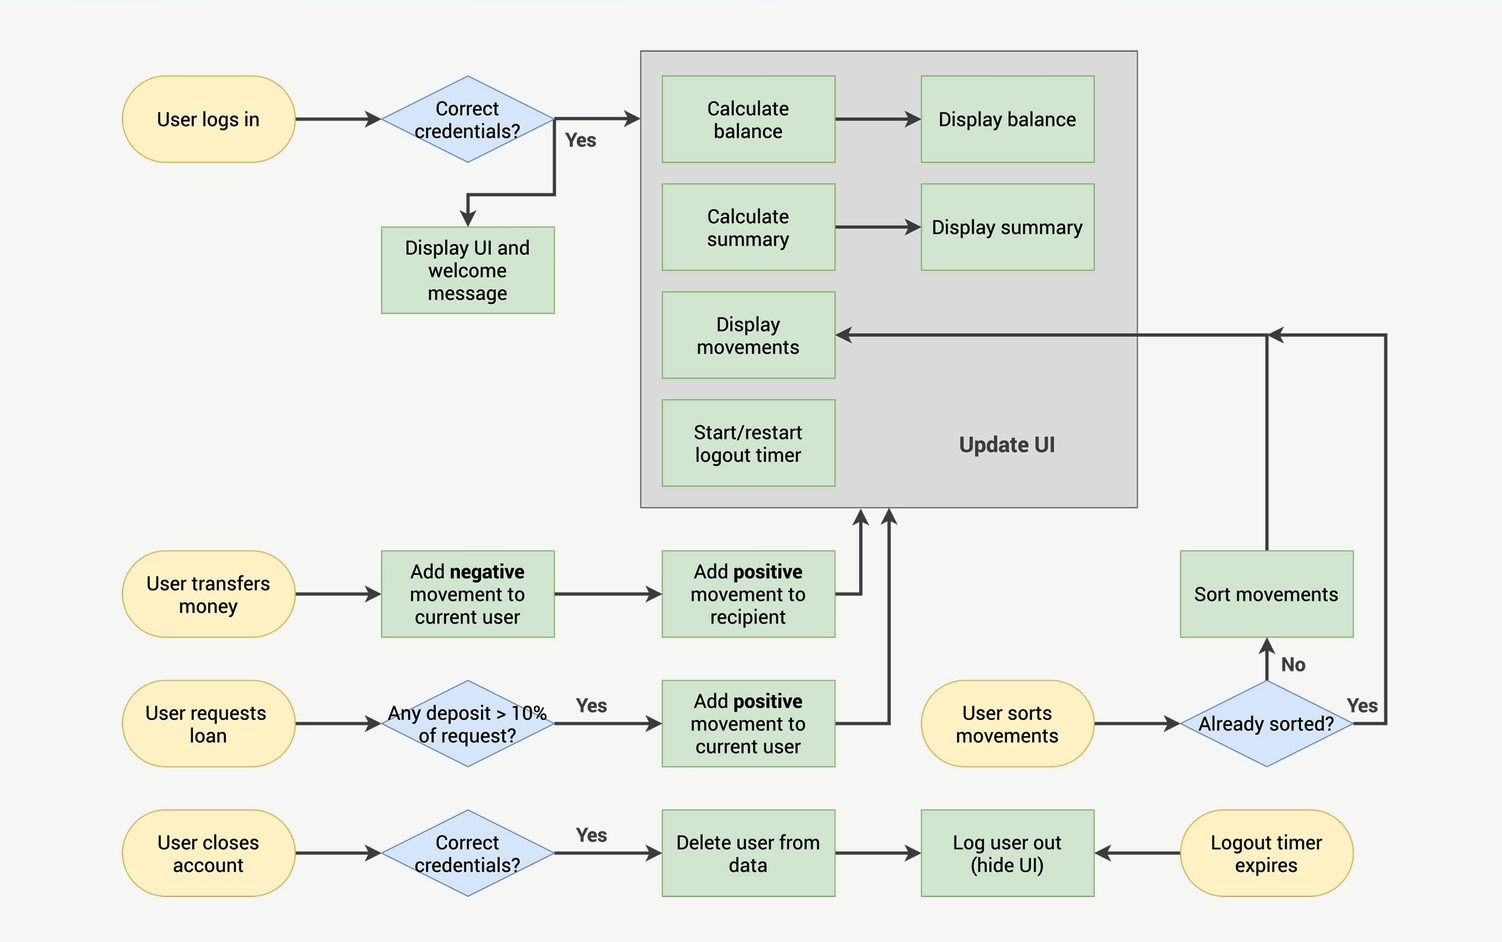 User logs in
Correct
credentials?
Yes
Display UI and
welcome
message
Calculate
balance
Display balance
Calculate
summary
Display summary
Display
movements
Start/restart
logout timer
Update UI
User transfers
money
Add negative
movement to
current user
Add positive
movement to
recipient
User requests
loan
Any deposit > 10%
of request?
Yes
Add positive
movement to
current user
User sorts
movements
Already sorted?
No
Yes
Sort movements
User closes
account
Correct
credentials?
Yes
Delete user from
data
Log user out
(hide UI)
Logout timer
expires